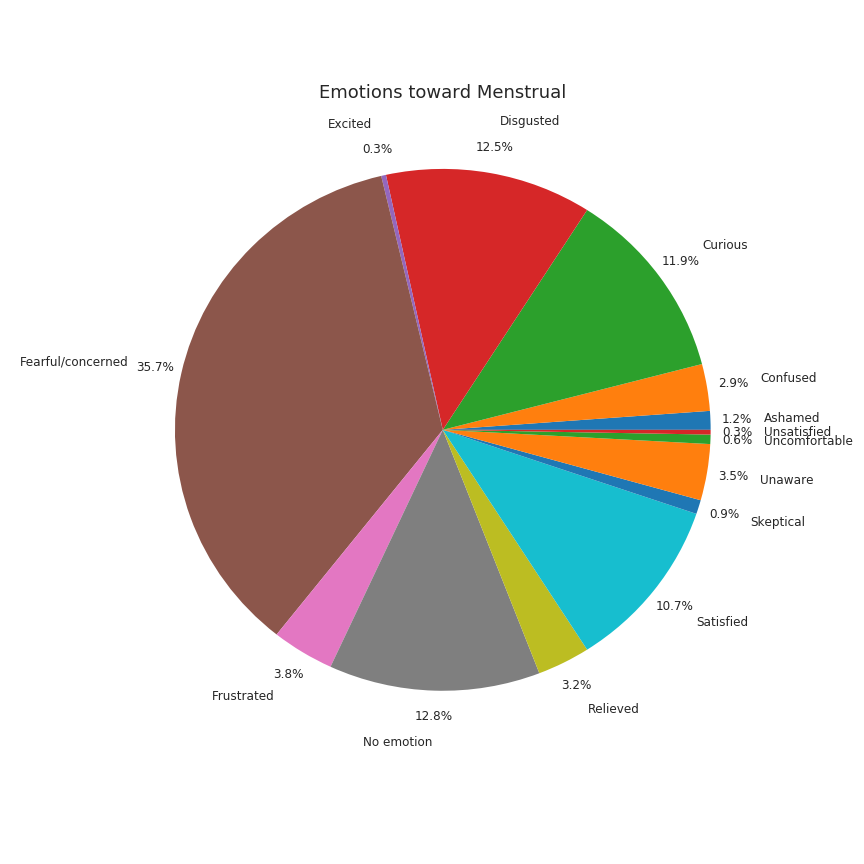 Emotions toward Menstrual
Disgusted
Excited
12.5%
0.3%
Curious
11.9%
Fearful/concerned
35.7%
Confused
2.9%
Ashamed
1.2%
Unsatisfied
0.3%
Uncomfortable
0.6%
Unaware
3.5%
Skeptical
0.9%
Satisfied
10.7%
Relieved
3.2%
No emotion
12.8%
Frustrated
3.8%